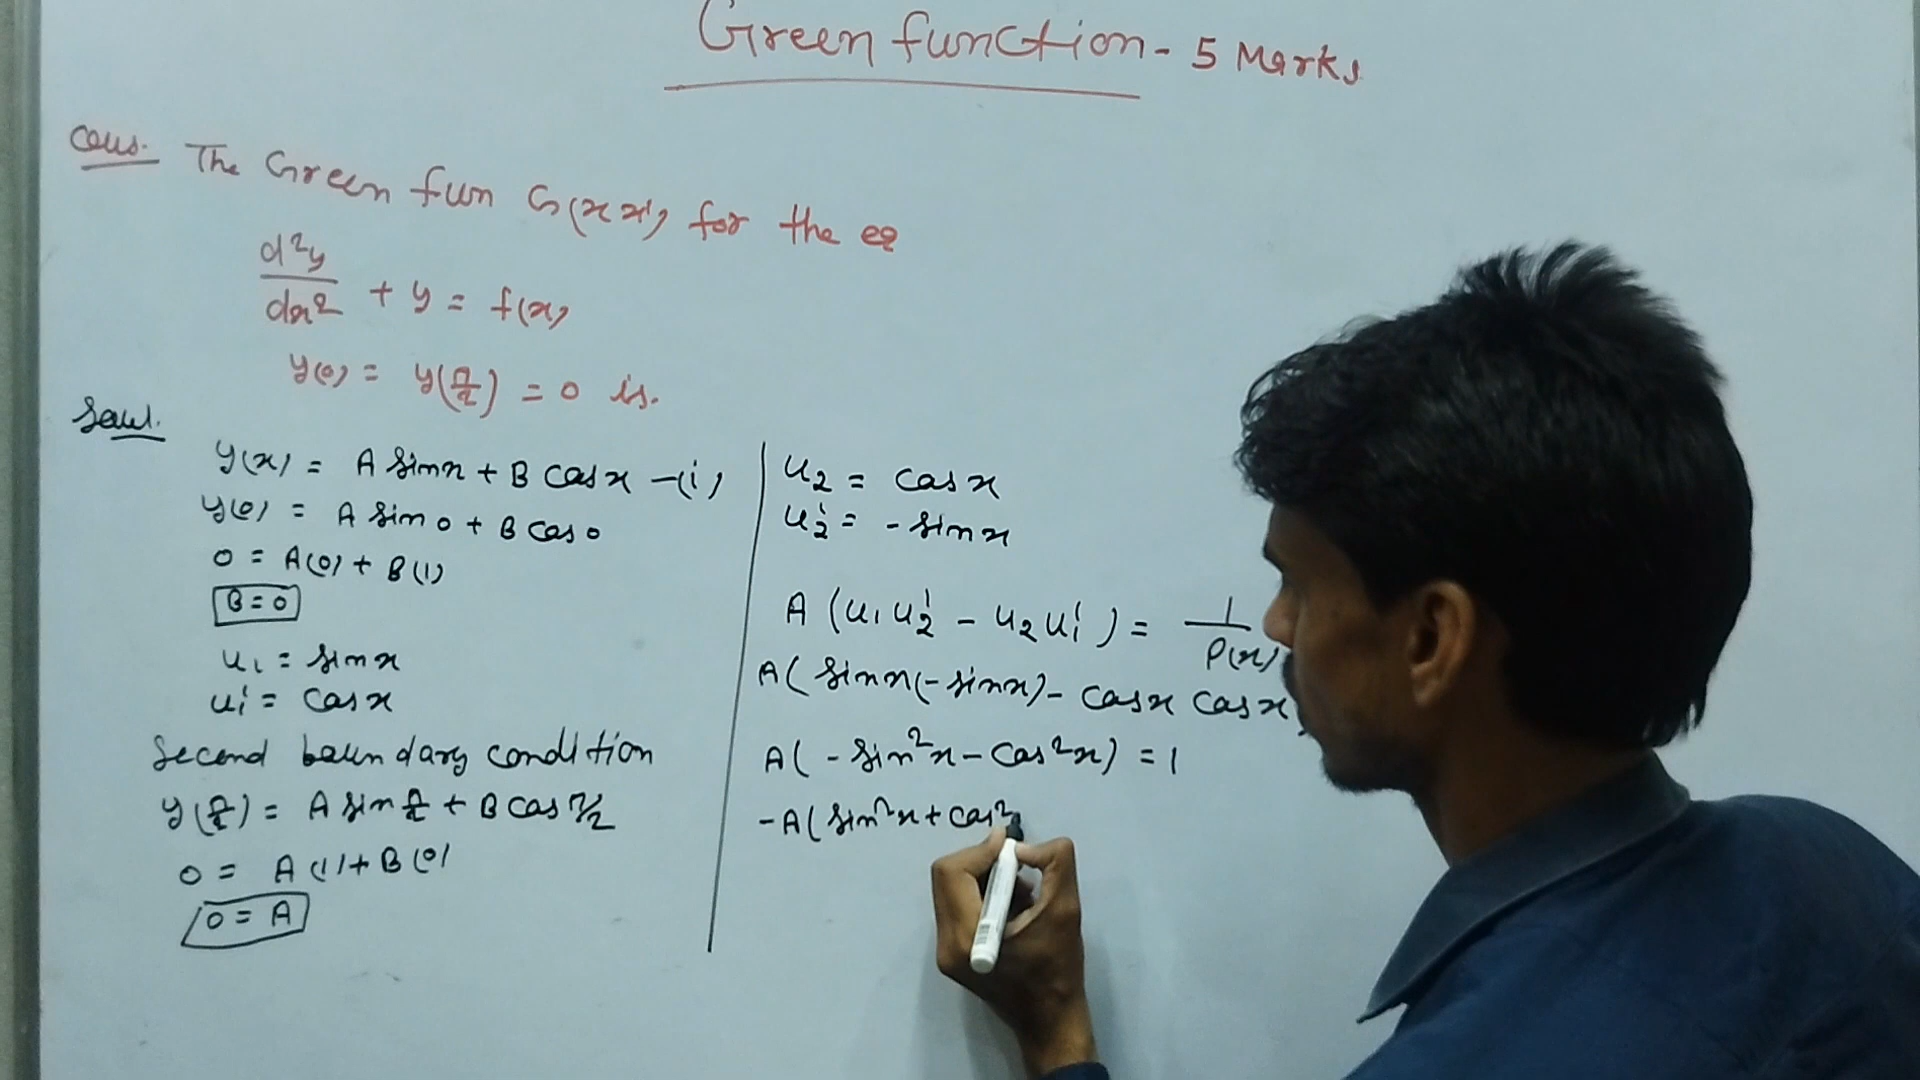 Green function - 5 Marks
Ques. The Green fun G(x x') for the eq
d²y/dx² + y = f(x)
y(0) = y(π/2) = 0 is.
Soul.
y(x) = A sinx + B cosx -(i)
y(0) = A sin0 + B cos0
0 = A(0) + B(1)
B = 0
u₁ = sinx
u₁' = cosx
Second boundary condition
y(π/2) = A sin π/2 + B cos π/2
0 = A(1) + B(0)
0 = A
u₂ = cosx
u₂' = - sinx
A (u₁u₂' - u₂u₁') = 1/P(x)
A( sinx(-sinx) - cosx cosx
A( - sin²x - cos²x) = 1
-A( sin²x + cos²